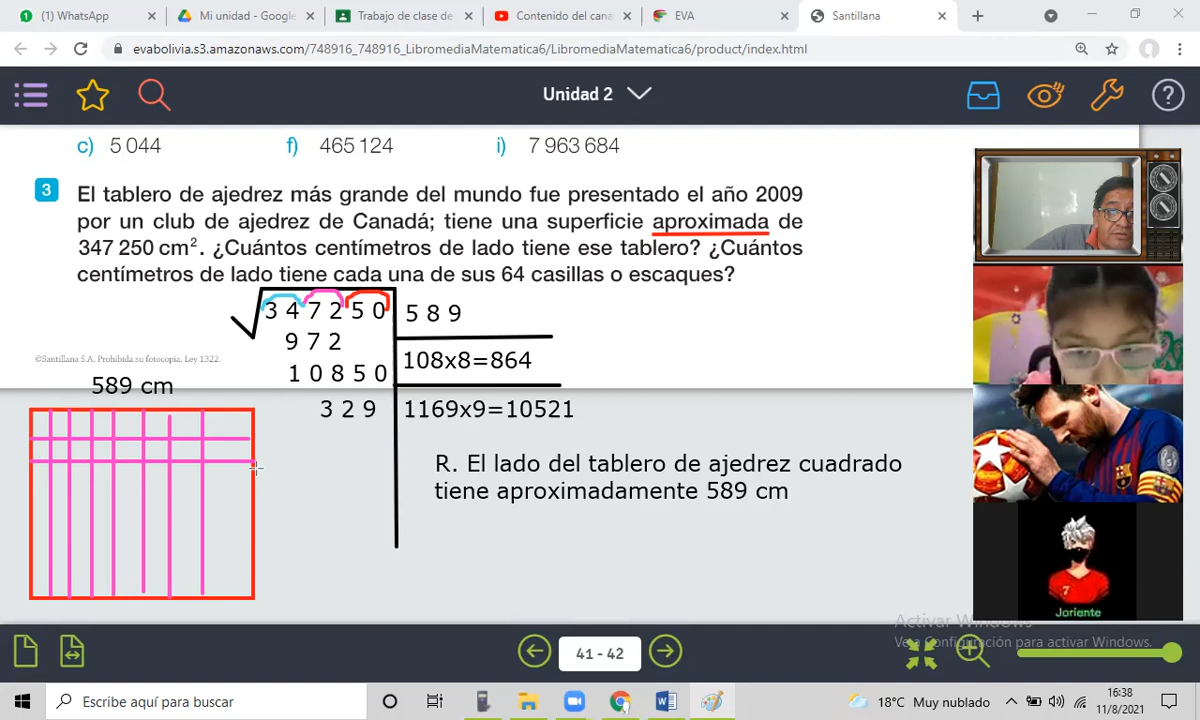 (1) WhatsApp
Mi unidad - Google
Trabajo de clase de
Contenido del cana
EVA
Santillana
evabolivia.s3.amazonaws.com/748916_748916_LibromediaMatematica6/LibromediaMatematica6/product/index.html
Unidad 2
c) 5 044 f) 465 124 i) 7 963 684
3 El tablero de ajedrez más grande del mundo fue presentado el año 2009
por un club de ajedrez de Canadá; tiene una superficie aproximada de
347 250 cm². ¿Cuántos centímetros de lado tiene ese tablero? ¿Cuántos
centímetros de lado tiene cada una de sus 64 casillas o escaques?
3 4 7 2 5 0 5 8 9
9 7 2
©Santillana S.A. Prohibida su fotocopia. Ley 1322.
108x8=864
1 0 8 5 0
589 cm
3 2 9 1169x9=10521
R. El lado del tablero de ajedrez cuadrado
tiene aproximadamente 589 cm
7
Joriente
Activar Windows
Ve a Configuración para activar Windows.
41 - 42
Escribe aquí para buscar
18°C Muy nublado
16:38
11/8/2021